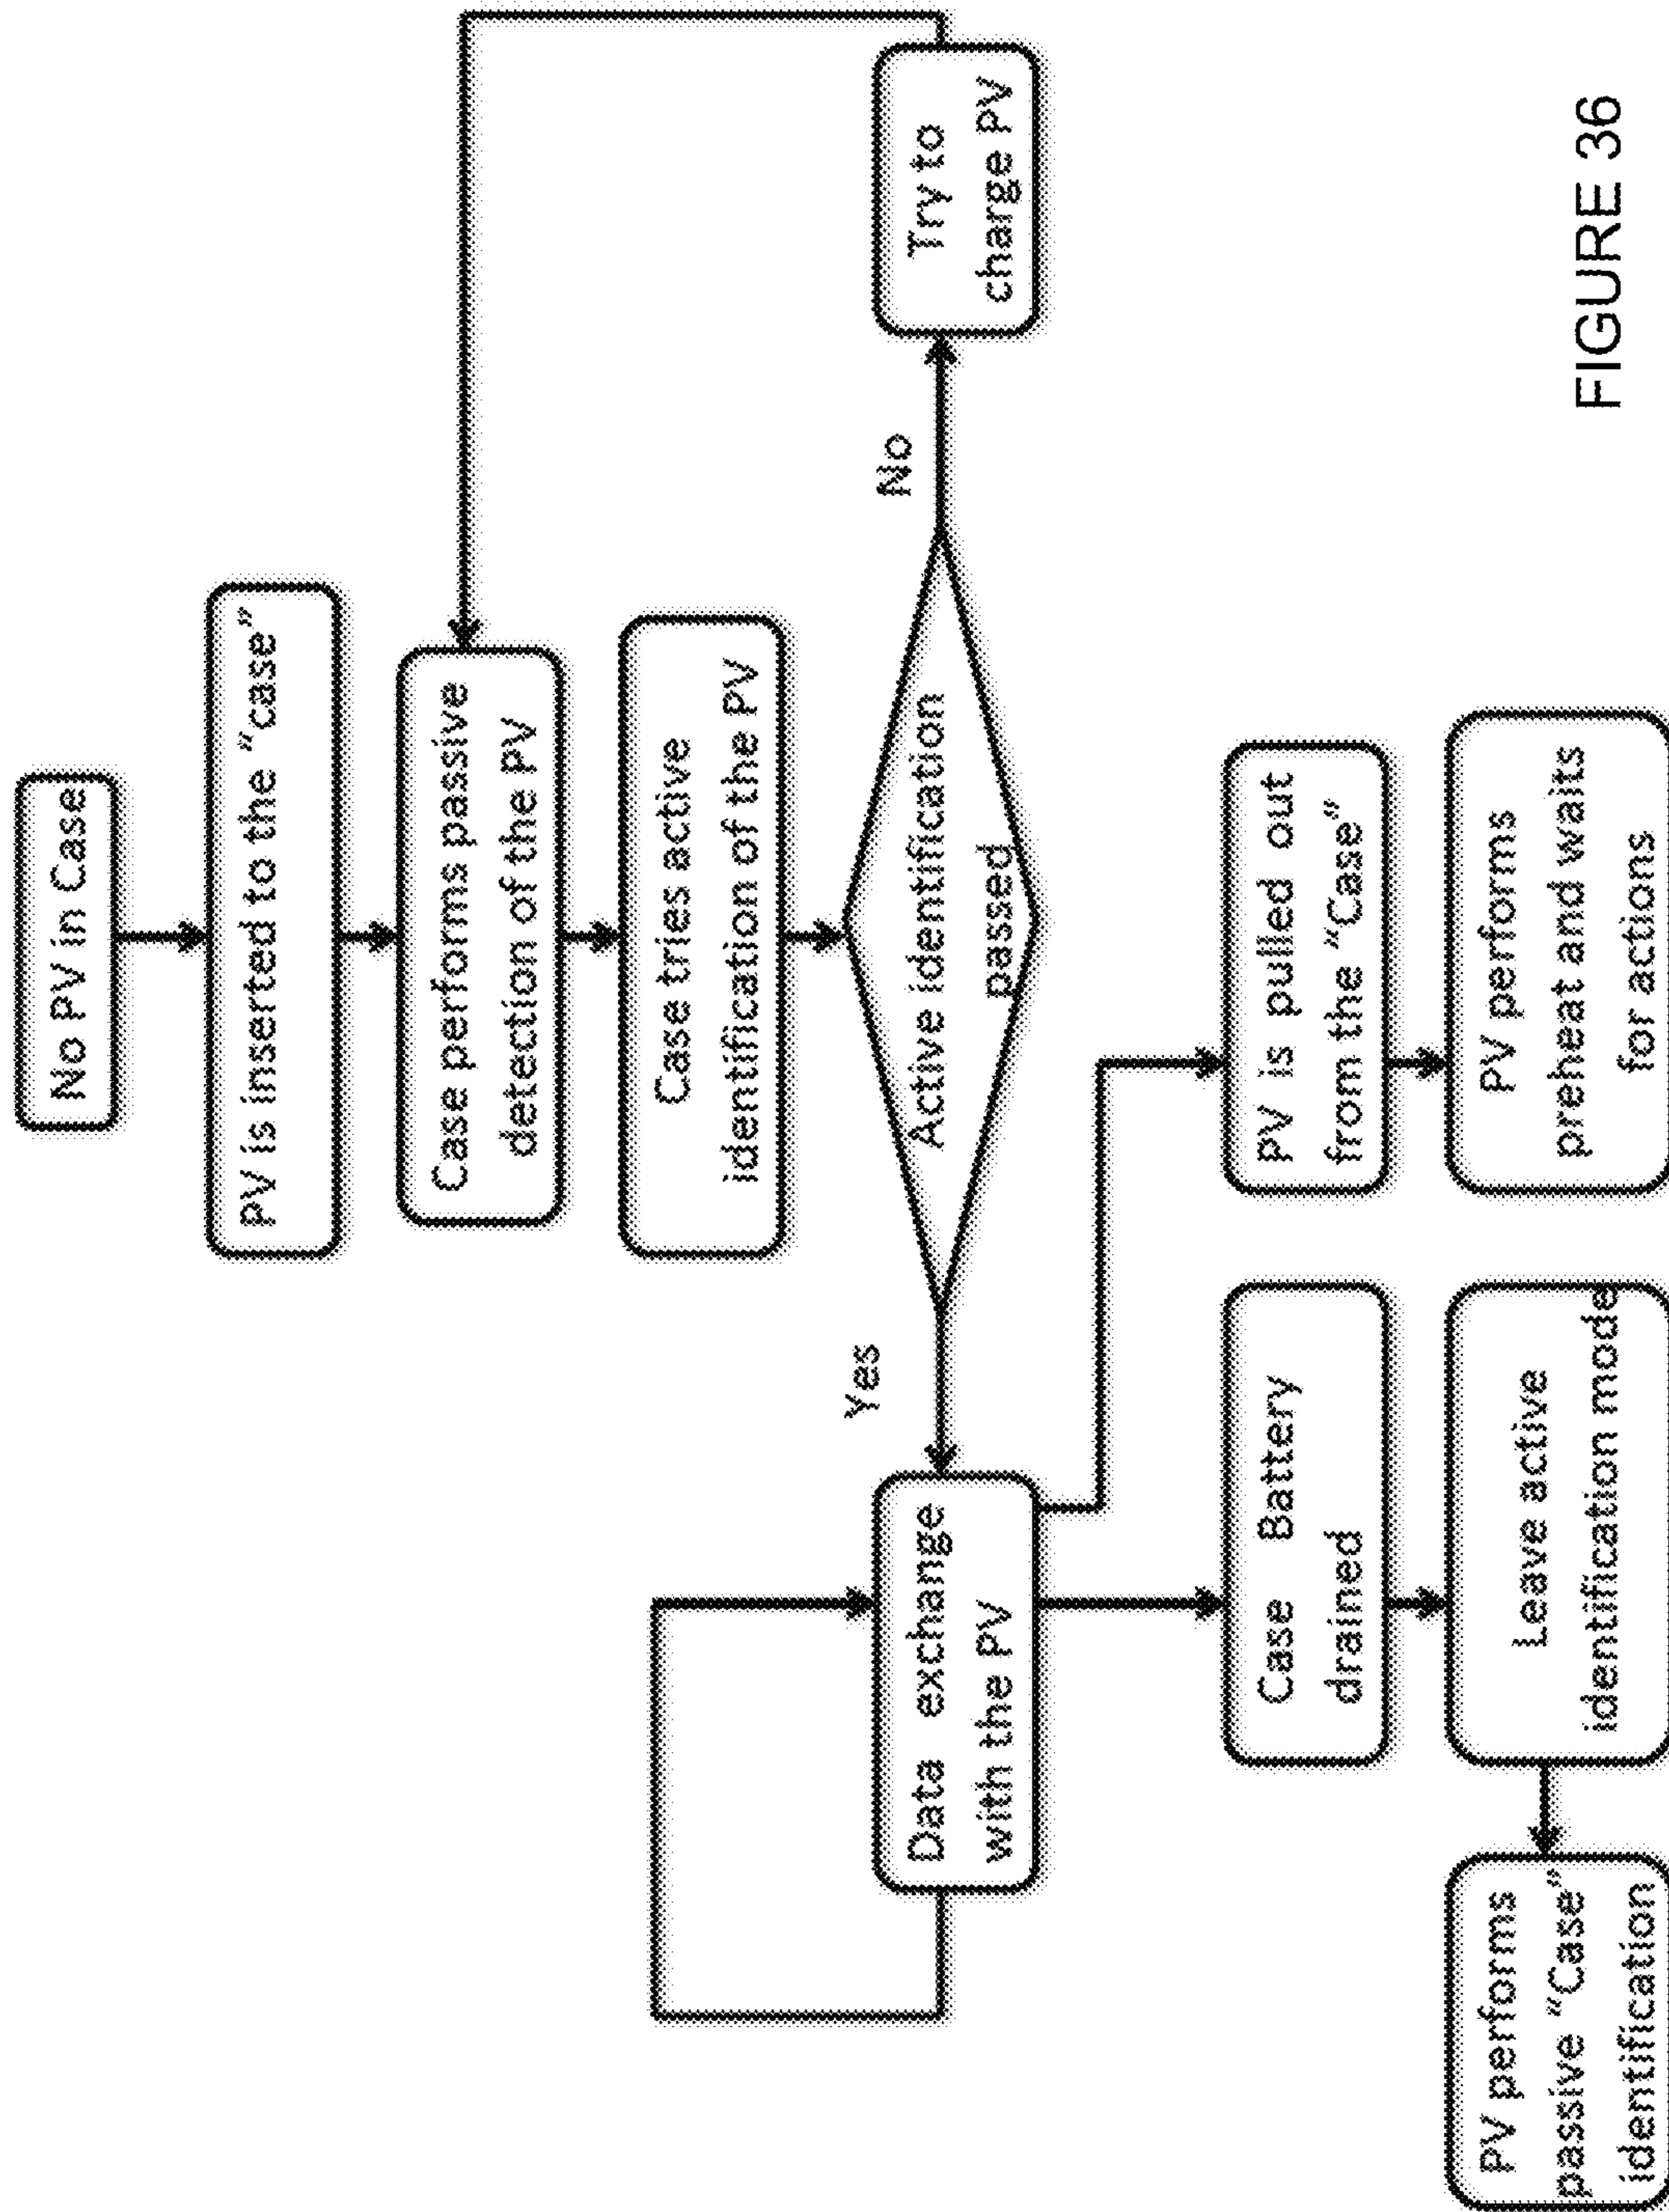 No PV in Case
PV is inserted to the "case"
Case performs passive
detection of the PV
Case tries active
identification of the PV
Active identification
passed
Yes
No
Data exchange
with the PV
Try to
charge PV
Case Battery
drained
PV is pulled out
from the "Case"
PV performs
passive "Case"
identification
Leave active
identification mode
PV performs
preheat and waits
for actions
FIGURE 36